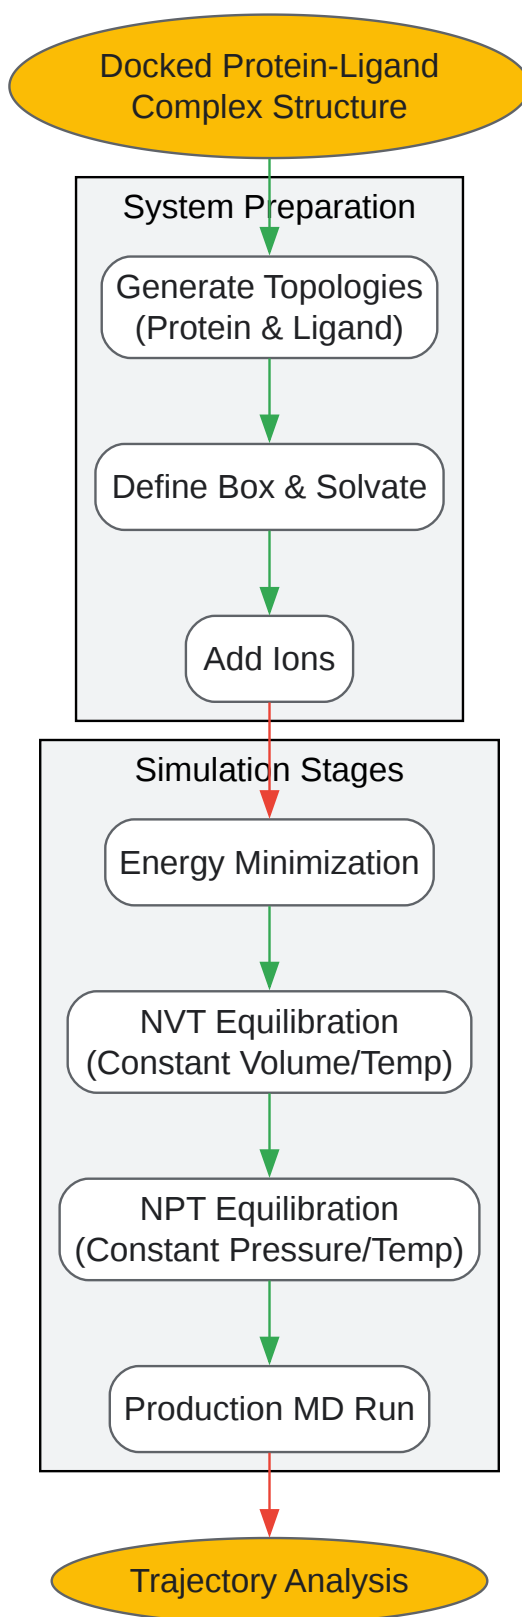 Docked Protein-Ligand
Complex Structure
System Preparation
Generate Topologies
(Protein & Ligand)
Define Box & Solvate
Add Ions
Simulation Stages
Energy Minimization
NVT Equilibration
(Constant Volume/Temp)
NPT Equilibration
(Constant Pressure/Temp)
Production MD Run
Trajectory Analysis